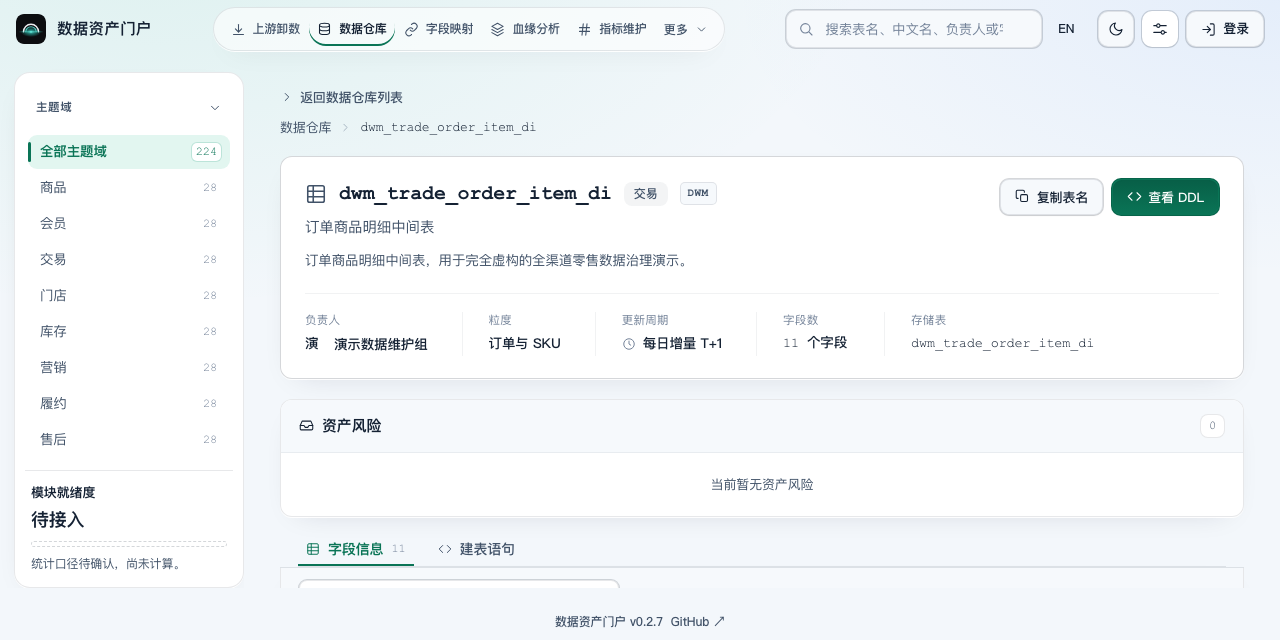 数据资产门户
上游卸数
数据仓库
字段映射
血缘分析
指标维护
更多
搜索表名、中文名、负责人或
EN
登录
主题域
全部主题域 224
商品 28
会员 28
交易 28
门店 28
库存 28
营销 28
履约 28
售后 28
模块就绪度
待接入
统计口径待确认，尚未计算。
返回数据仓库列表
数据仓库 dwm_trade_order_item_di
dwm_trade_order_item_di 交易 DWM
复制表名
查看 DDL
订单商品明细中间表
订单商品明细中间表，用于完全虚构的全渠道零售数据治理演示。
负责人
演 演示数据维护组
粒度
订单与 SKU
更新周期
每日增量 T+1
字段数
11 个字段
存储表
dwm_trade_order_item_di
资产风险 0
当前暂无资产风险
字段信息 11
建表语句
数据资产门户 v0.2.7 GitHub ↗